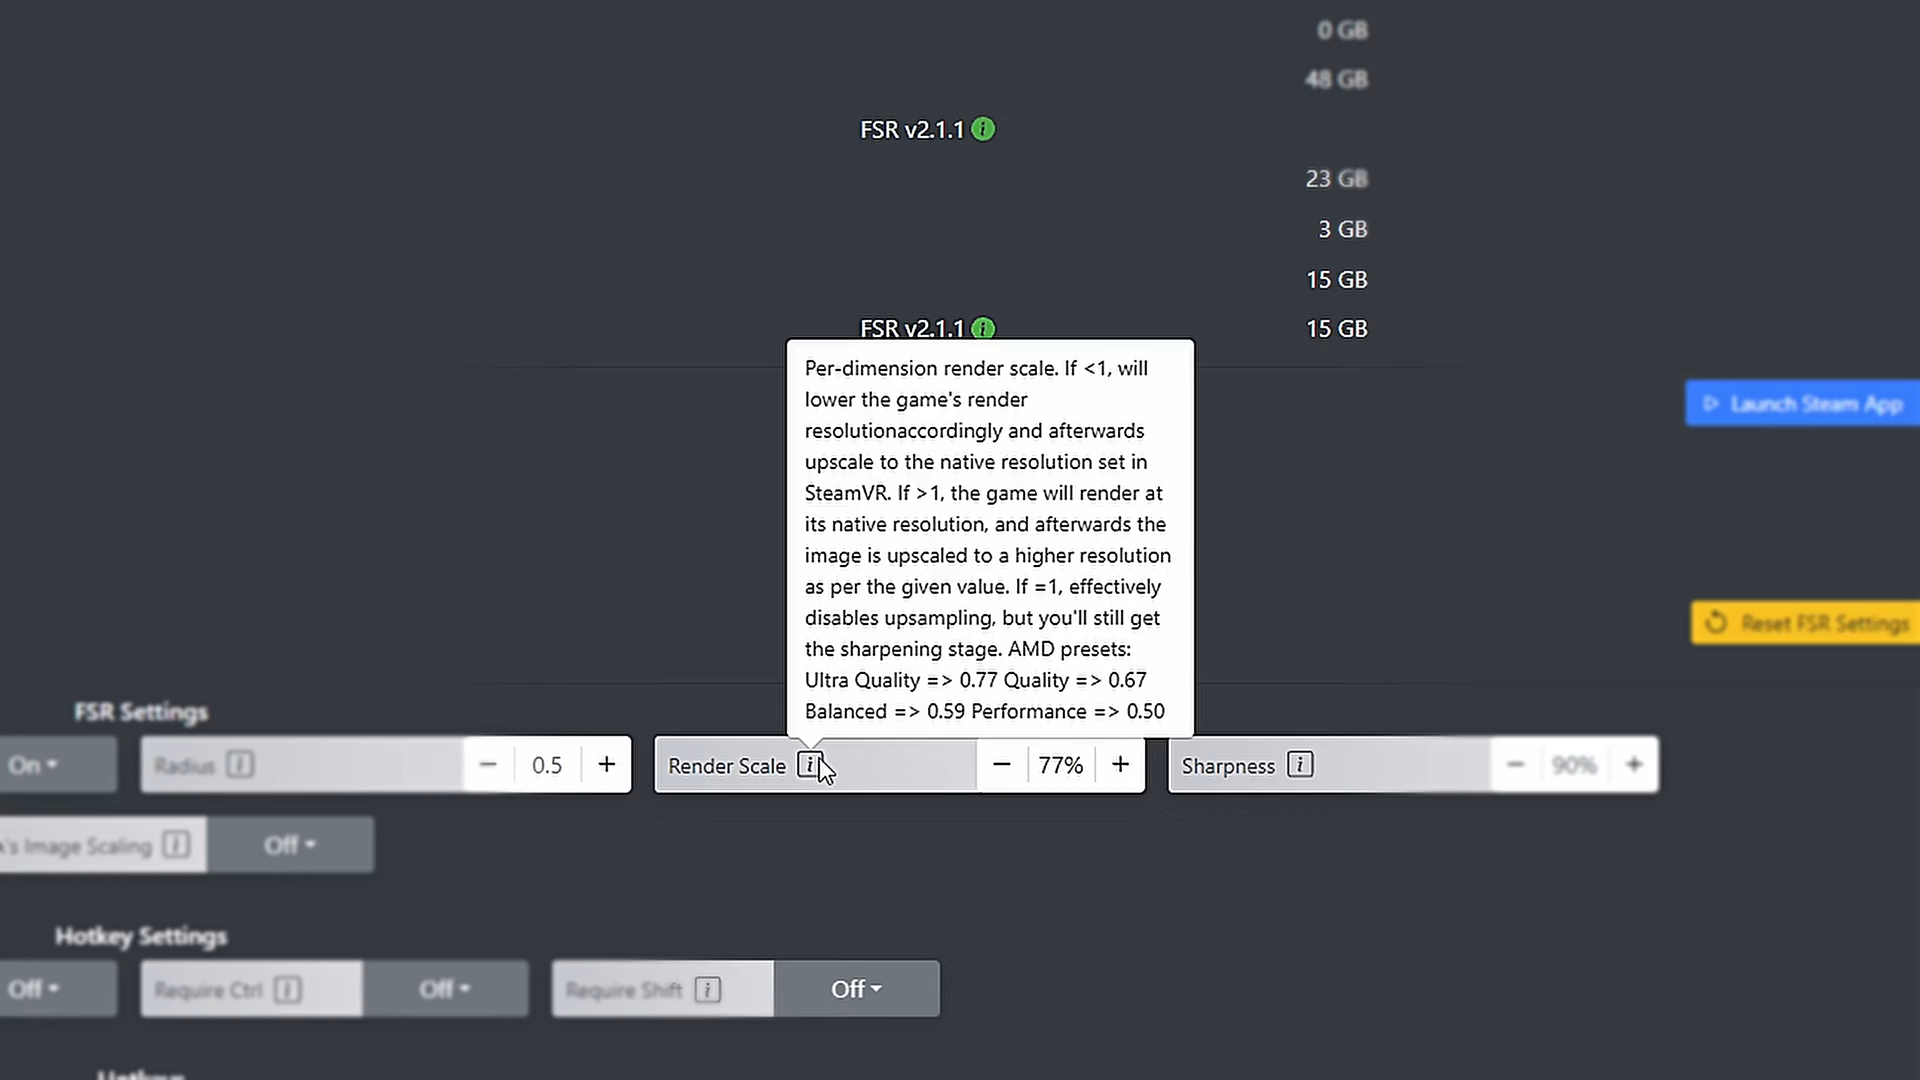 0 GB
48 GB
FSR v2.1.1 i
23 GB
3 GB
15 GB
FSR v2.1.1 i 15 GB
Per-dimension render scale. If <1, will
lower the game's render
resolutionaccordingly and afterwards
upscale to the native resolution set in
SteamVR. If >1, the game will render at
its native resolution, and afterwards the
image is upscaled to a higher resolution
as per the given value. If =1, effectively
disables upsampling, but you'll still get
the sharpening stage. AMD presets:
Ultra Quality => 0.77 Quality => 0.67
Balanced => 0.59 Performance => 0.50
Launch Steam App
Reset FSR Settings
FSR Settings
On Radius i − 0.5 + Render Scale i − 77% + Sharpness i − 90% +
's Image Scaling i Off
Hotkey Settings
Off Require Ctrl i Off Require Shift i Off